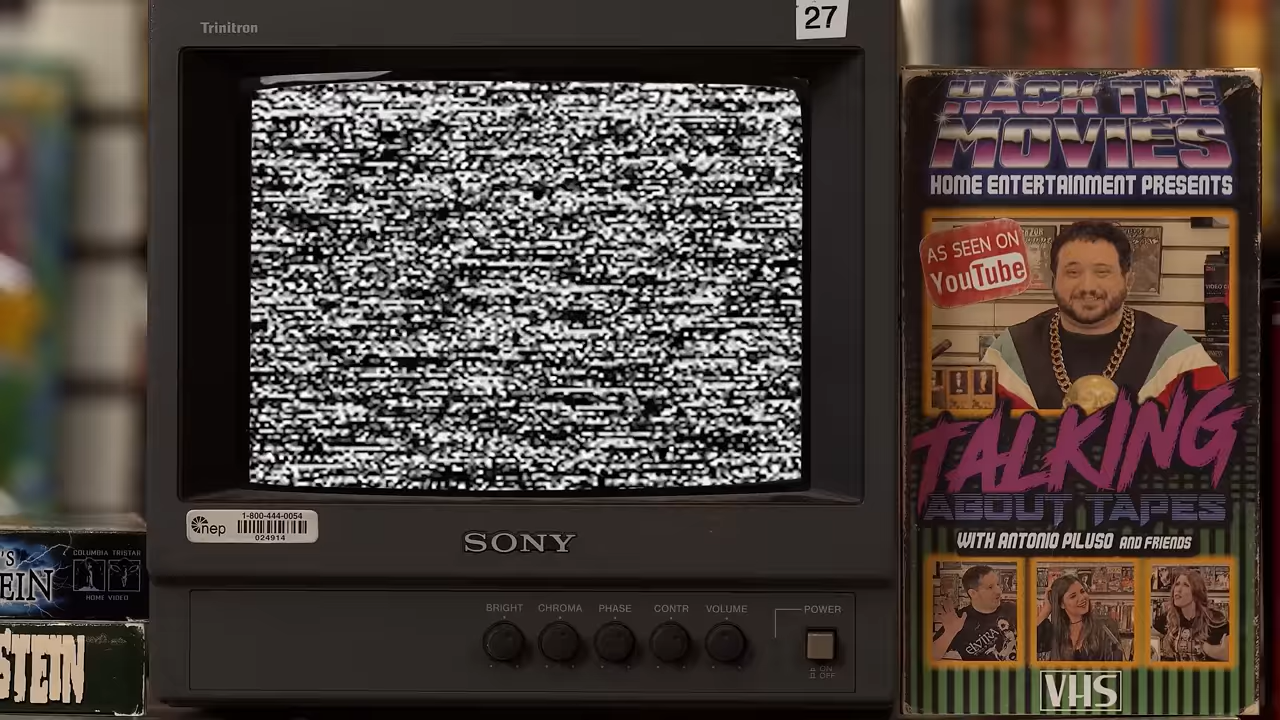 Trinitron
27
1-800-444-0054
nep
024914
SONY
BRIGHT CHROMA PHASE CONTR VOLUME POWER
ON
OFF
'S
EIN
COLUMBIA TRISTAR
HOME VIDEO
STEIN
HACK THE
MOVIES
HOME ENTERTAINMENT PRESENTS
AS SEEN ON
YouTube
TALKING
ABOUT TAPES
WITH ANTONIO PILUSO AND FRIENDS
VHS